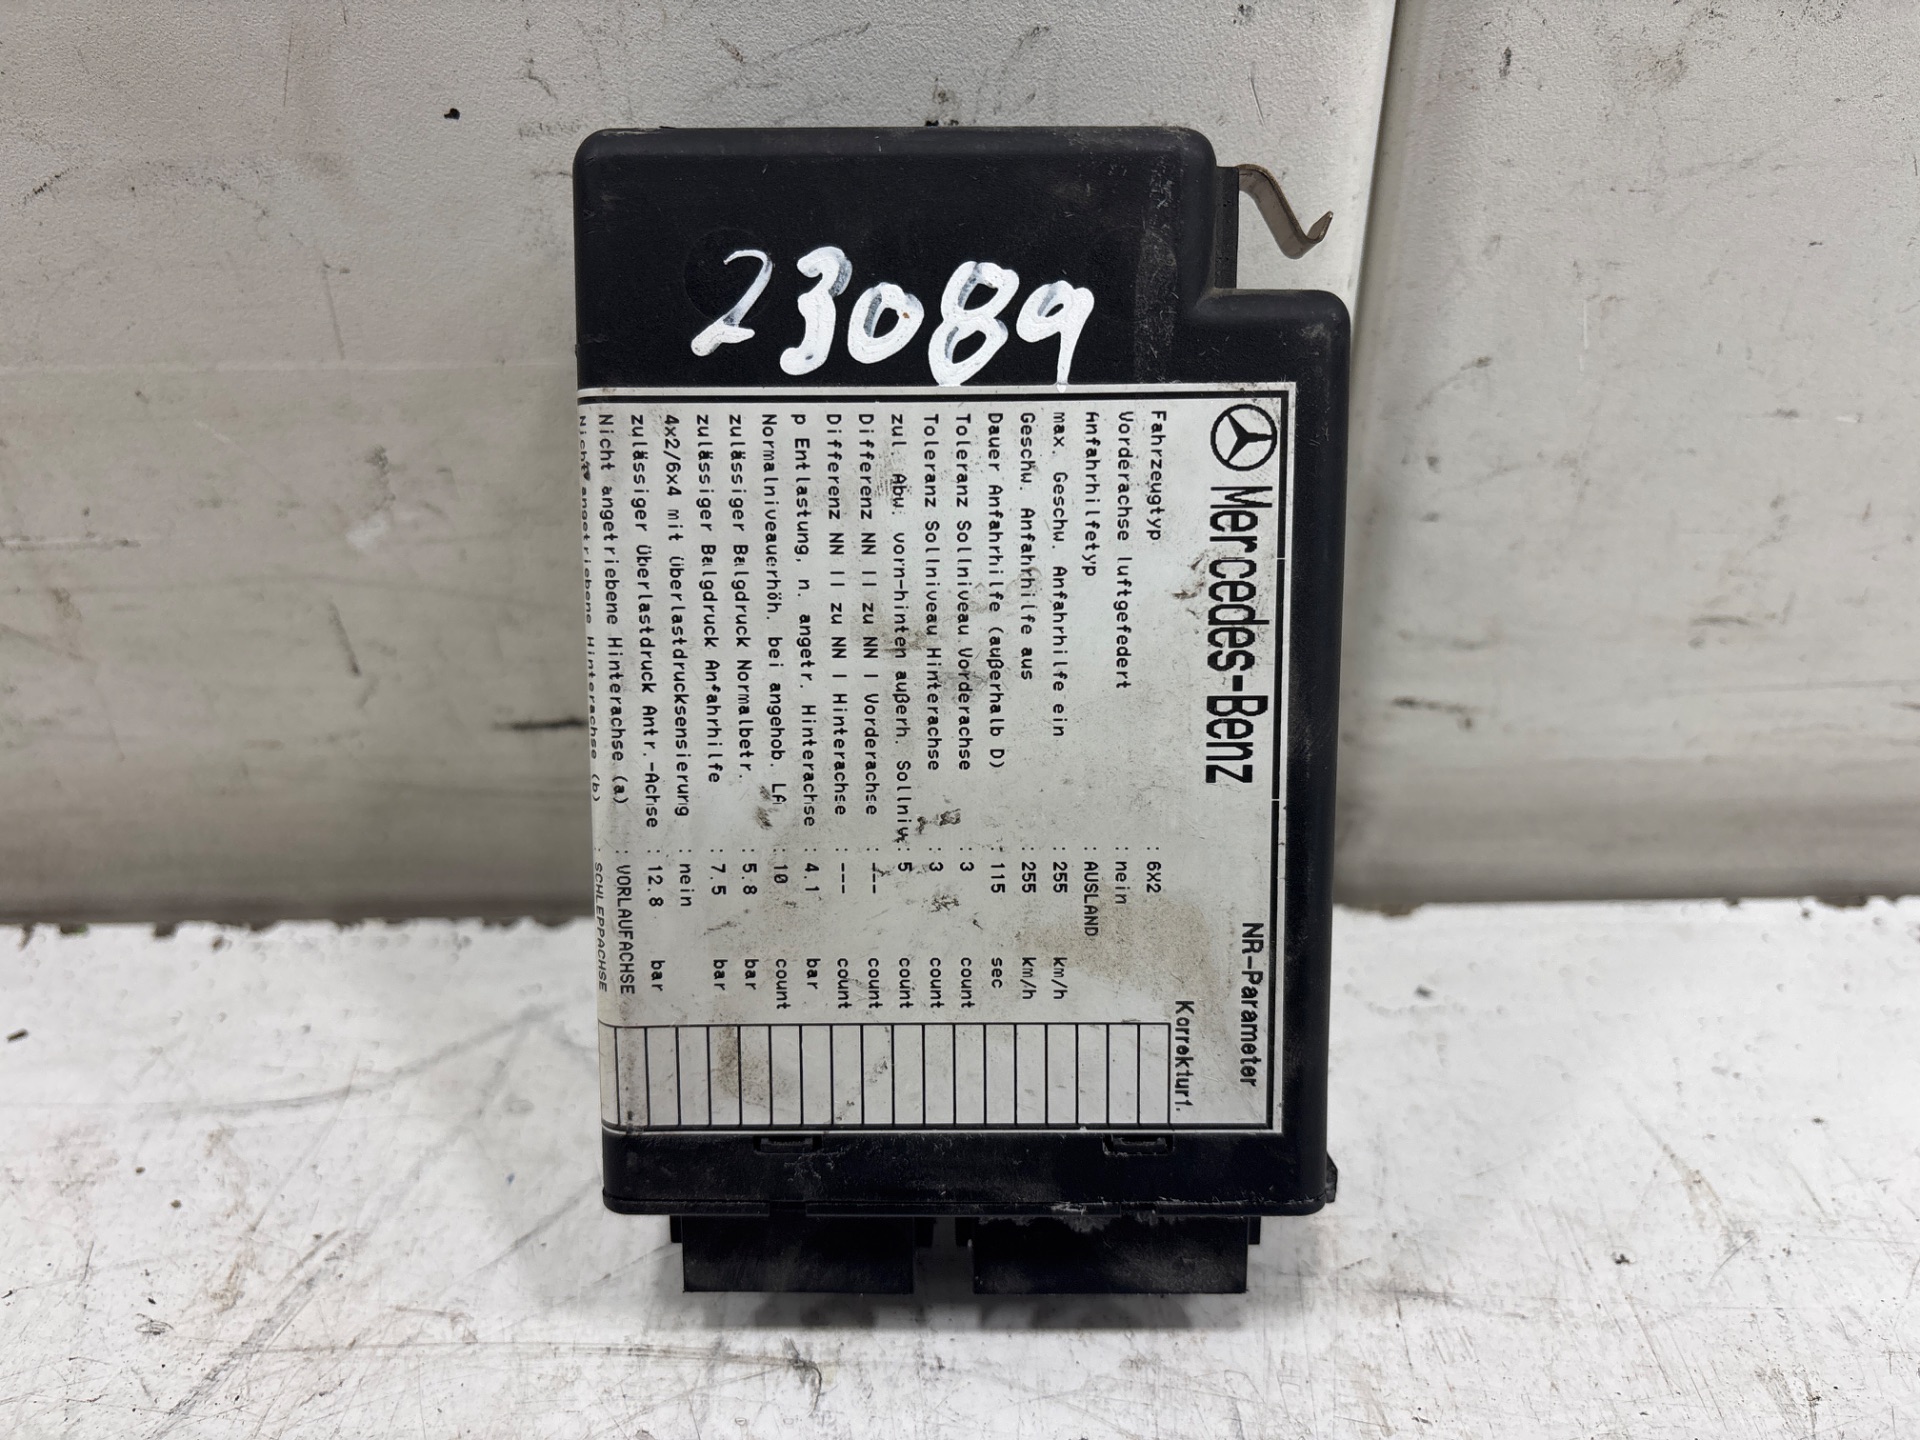 23089
Mercedes-Benz NR-Parameter
Korrekturf.
Fahrzeugtyp : 6X2
Vorderachse luftgefedert : nein
Anfahrhilfetyp : AUSLAND
max. Geschw. Anfahrhilfe ein : 255 km/h
Geschw. Anfahrhilfe aus : 255 km/h
Dauer Anfahrhilfe (außerhalb D) : 115 sec
Toleranz Sollniveau Vorderachse : 3 count
Toleranz Sollniveau Hinterachse : 3 count
zul. Abw. vorn-hinten außerh. Sollniv. : 5 count
Differenz NN II zu NN I Vorderachse : --- count
Differenz NN II zu NN I Hinterachse : --- count
p Entlastung, n. angetr. Hinterachse : 4.1 bar
Normalniveauerhöh. bei angehob. LA : 10 count
zulässiger Balgdruck Normalbetr. : 5.8 bar
zulässiger Balgdruck Anfahrhilfe : 7.5 bar
4x2/6x4 mit Überlastdrucksensierung : nein
zulässiger Überlastdruck Antr.-Achse : 12.8 bar
Nicht angetriebene Hinterachse (a) : VORLAUFACHSE
Nicht angetriebene Hinterachse (b) : SCHLEPPACHSE